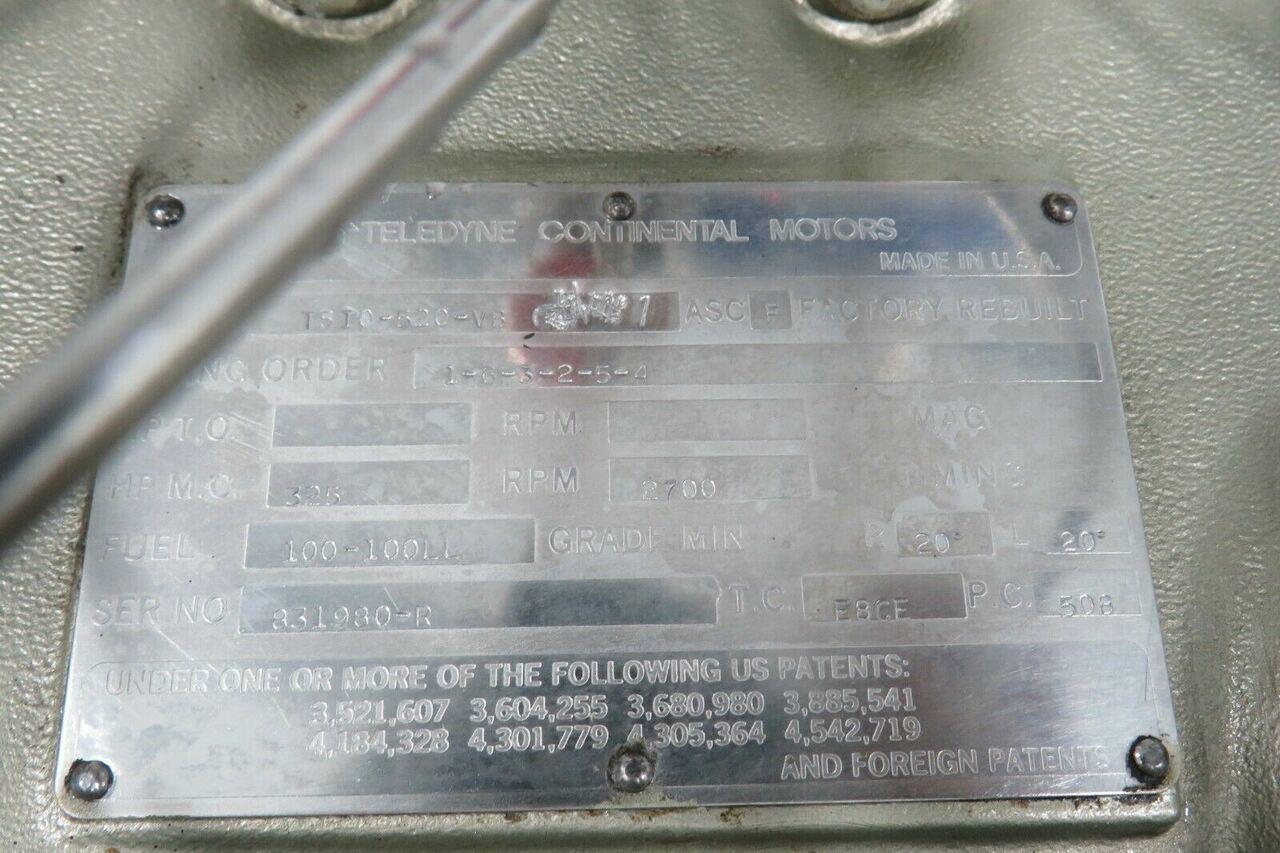 TELEDYNE CONTINENTAL MOTORS
MADE IN U.S.A.
TSIO-520-VB 1 ASC F FACTORY REBUILT
NG ORDER 1-6-3-2-5-4
P.T.O. RPM MAG
HP M.C. 325 RPM 2700 TIMING
FUEL 100-100LL GRADE MIN R 20° L 20°
SER NO 831980-R T.C. E8CE P.C. 508
UNDER ONE OR MORE OF THE FOLLOWING US PATENTS:
3,521,607 3,604,255 3,680,980 3,885,541
4,184,328 4,301,779 4,305,364 4,542,719
AND FOREIGN PATENTS